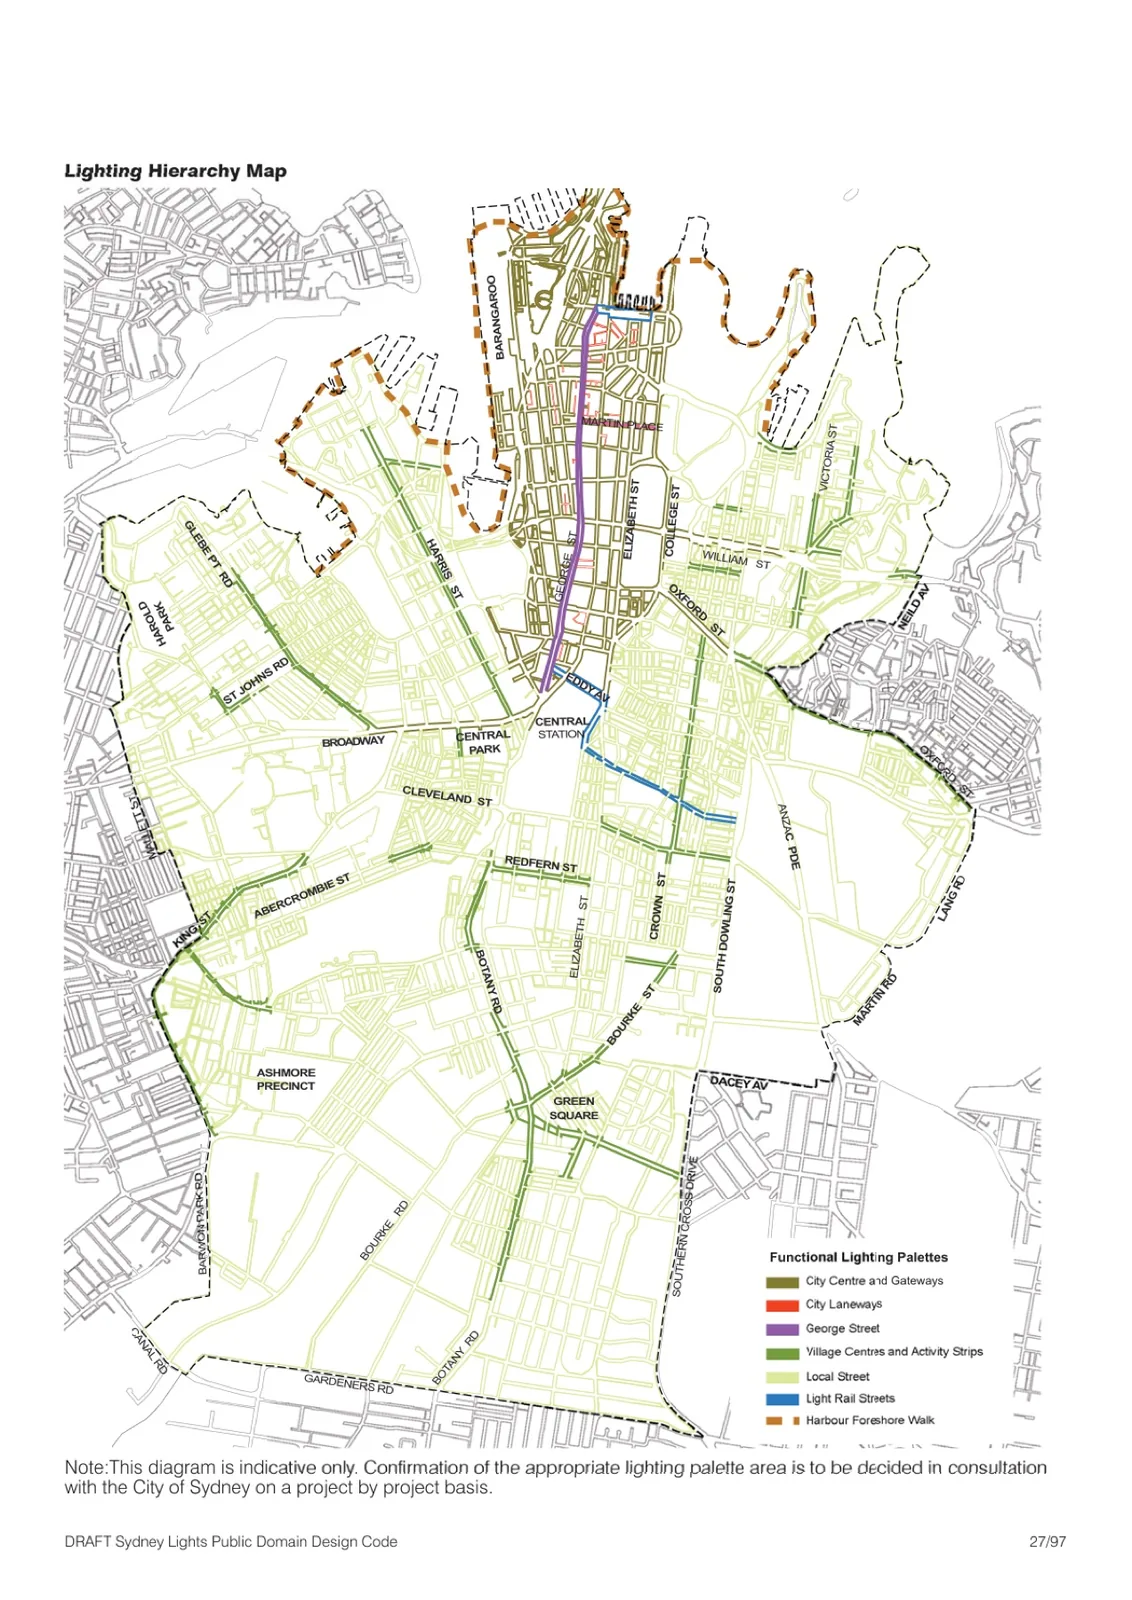 Lighting Hierarchy Map
BARANGAROO
MARTIN PLACE
VICTORIA ST
ELIZABETH ST
COLLEGE ST
GEORGE ST
WILLIAM ST
GLEBE PT RD
HARRIS ST
OXFORD ST
NEILD AV
HAROLD
PARK
ST JOHNS RD
EDDY AV
CENTRAL
STATION
BROADWAY
CENTRAL
PARK
OXFORD ST
CLEVELAND ST
MALLETT ST
ANZAC PDE
REDFERN ST
ABERCROMBIE ST
LANG RD
KING ST
CROWN ST
ELIZABETH ST
SOUTH DOWLING ST
BOTANY RD
MARTIN RD
BOURKE ST
ASHMORE
PRECINCT
DACEY AV
GREEN
SQUARE
BARWON PARK RD
BOURKE RD
SOUTHERN CROSS DRIVE
CANAL RD
BOTANY RD
GARDENERS RD
Functional Lighting Palettes
City Centre and Gateways
City Laneways
George Street
Village Centres and Activity Strips
Local Street
Light Rail Streets
Harbour Foreshore Walk
Note:This diagram is indicative only. Confirmation of the appropriate lighting palette area is to be decided in consultation
with the City of Sydney on a project by project basis.
DRAFT Sydney Lights Public Domain Design Code
27/97